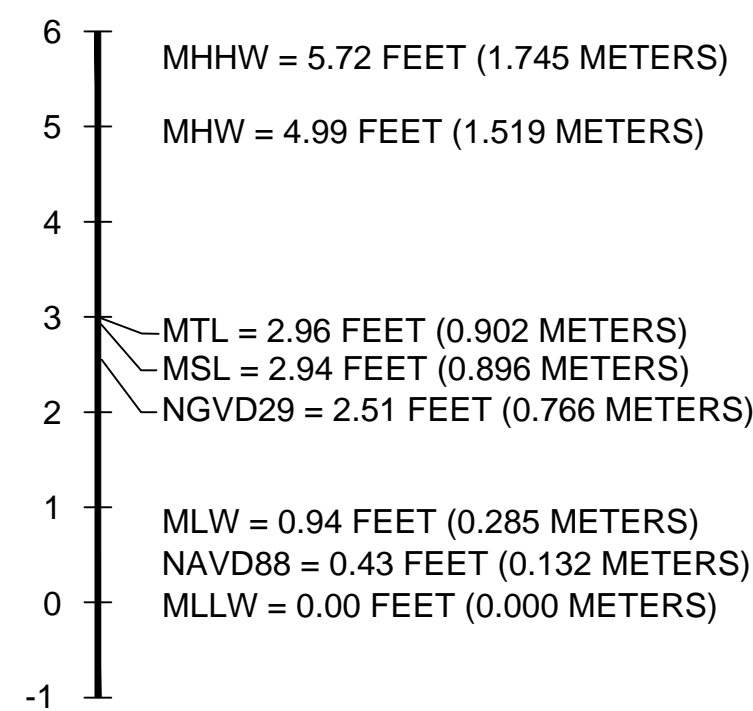 6
MHHW = 5.72 FEET (1.745 METERS)
5
MHW = 4.99 FEET (1.519 METERS)
4
3
MTL = 2.96 FEET (0.902 METERS)
MSL = 2.94 FEET (0.896 METERS)
2
NGVD29 = 2.51 FEET (0.766 METERS)
1
MLW = 0.94 FEET (0.285 METERS)
NAVD88 = 0.43 FEET (0.132 METERS)
0
MLLW = 0.00 FEET (0.000 METERS)
-1